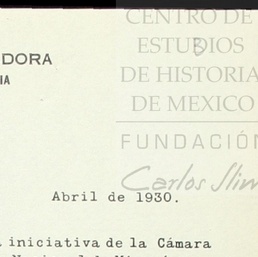 CENTRO DE
ESTUDIOS
DE HISTORIA
DE MEXICO
FUNDACIÓN
Carlos Slim
DORA
IA
Abril de 1930.
iniciativa de la Cámara